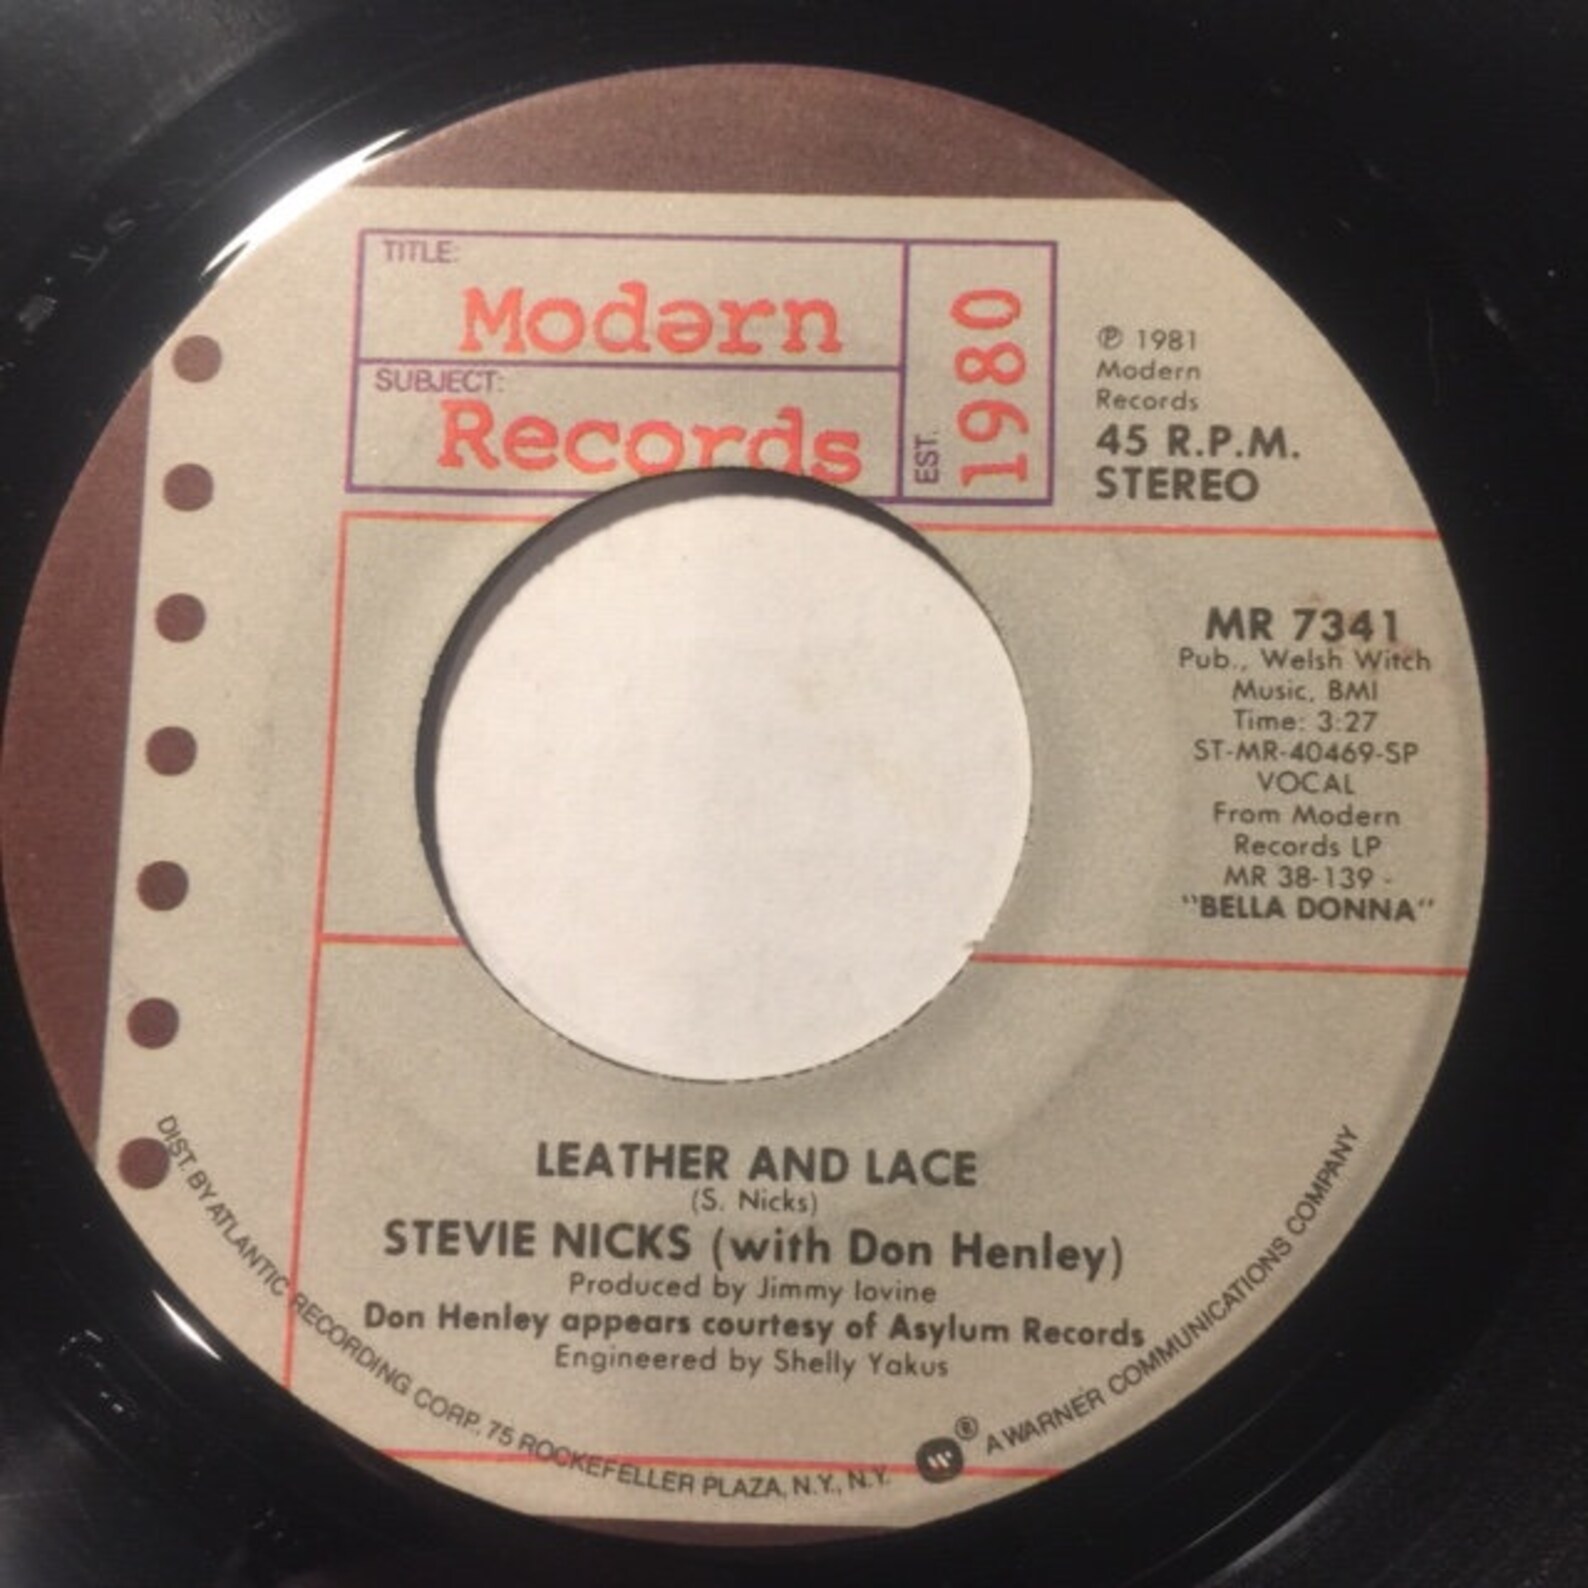 TITLE:
Modərn
SUBJECT:
Records
EST.
1980
℗ 1981
Modern
Records
45 R.P.M.
STEREO
MR 7341
Pub., Welsh Witch
Music, BMI
Time: 3:27
ST-MR-40469-SP
VOCAL
From Modern
Records LP
MR 38-139 -
"BELLA DONNA"
LEATHER AND LACE
(S. Nicks)
STEVIE NICKS (with Don Henley)
Produced by Jimmy Iovine
Don Henley appears courtesy of Asylum Records
Engineered by Shelly Yakus
DIST. BY ATLANTIC RECORDING CORP., 75 ROCKEFELLER PLAZA, N.Y., N.Y. ® A WARNER COMMUNICATIONS COMPANY